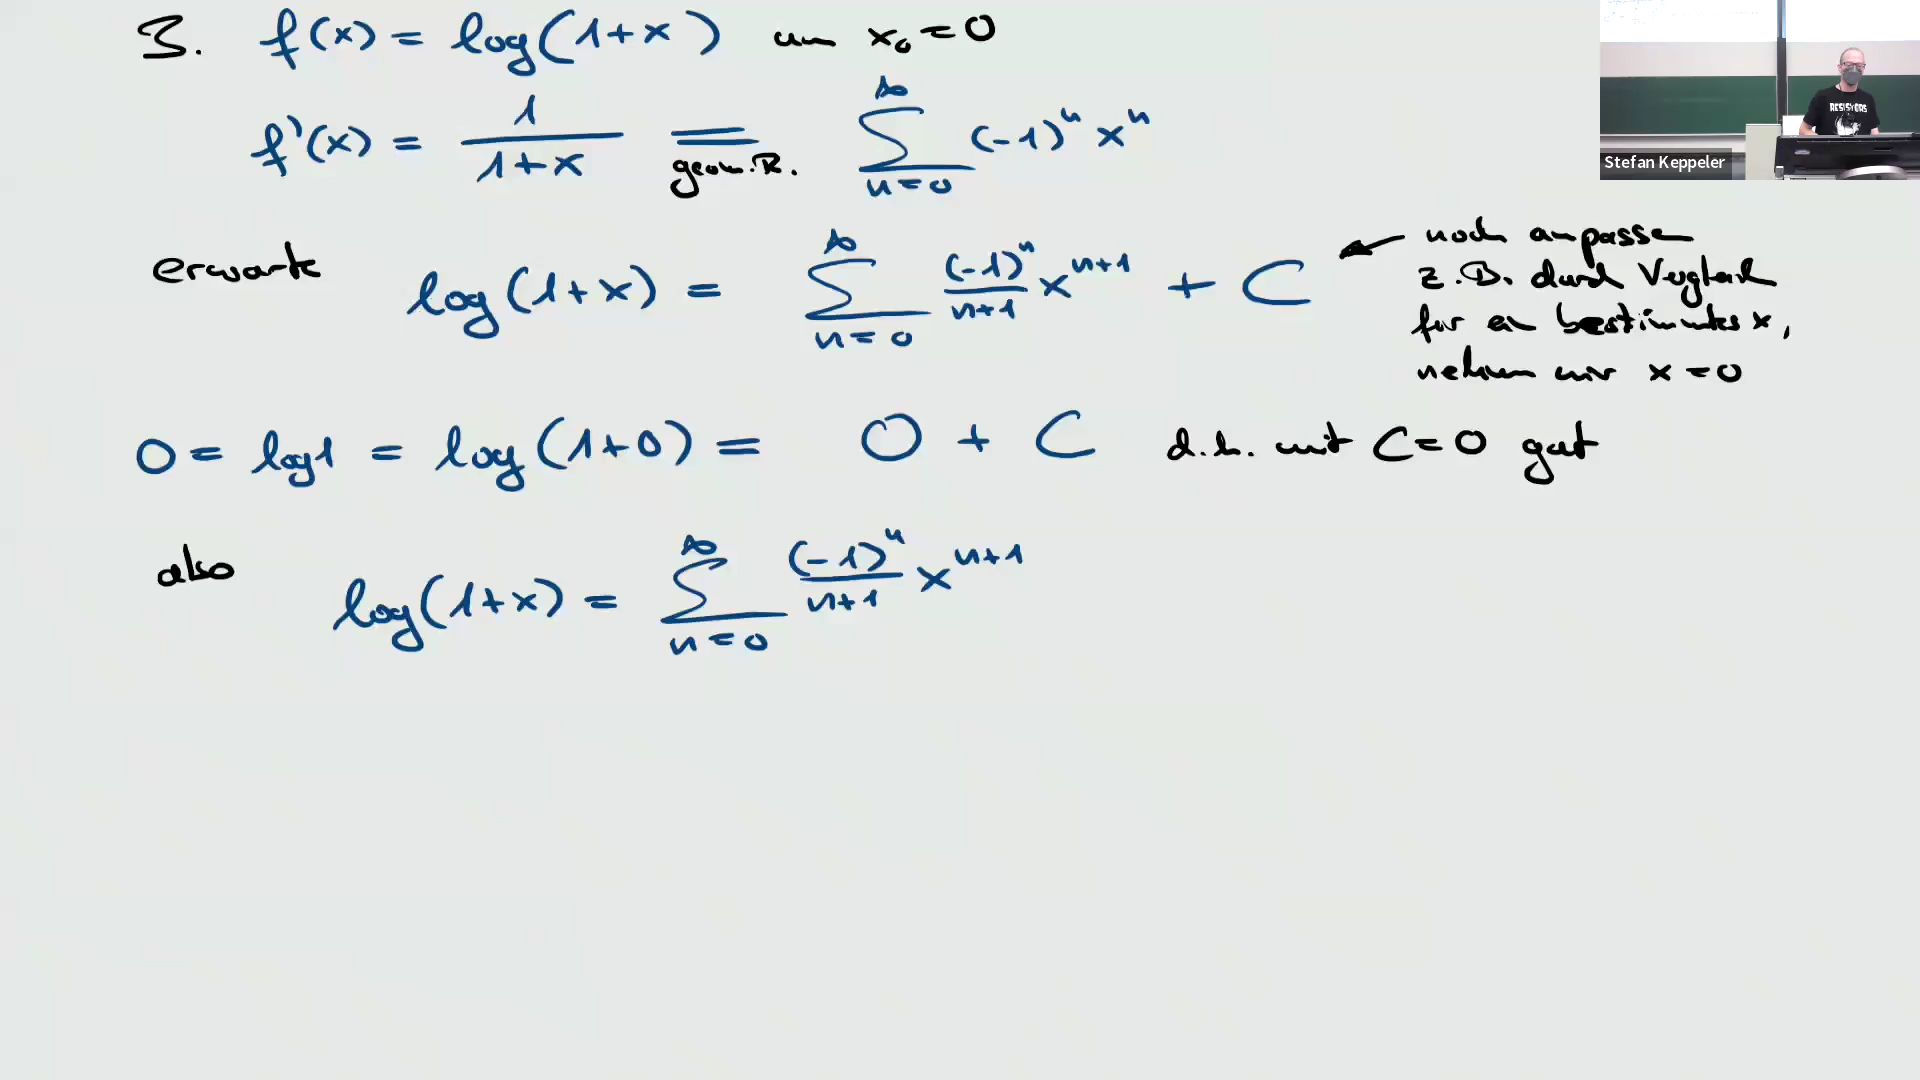 3. f(x) = log(1+x) um x₀ = 0
f'(x) = 1/(1+x) = (geom. R.) ∑_{n=0}^{∞} (-1)^n x^n
erwarte log(1+x) = ∑_{n=0}^{∞} (-1)^n/(n+1) x^{n+1} + C
← noch anpassen
z.B. durch Vergleich
für ein bestimmtes x,
nehmen wir x = 0
0 = log 1 = log(1+0) = 0 + C d.h. mit C = 0 gut
also log(1+x) = ∑_{n=0}^{∞} (-1)^n/(n+1) x^{n+1}
RESISTORS
Stefan Keppeler